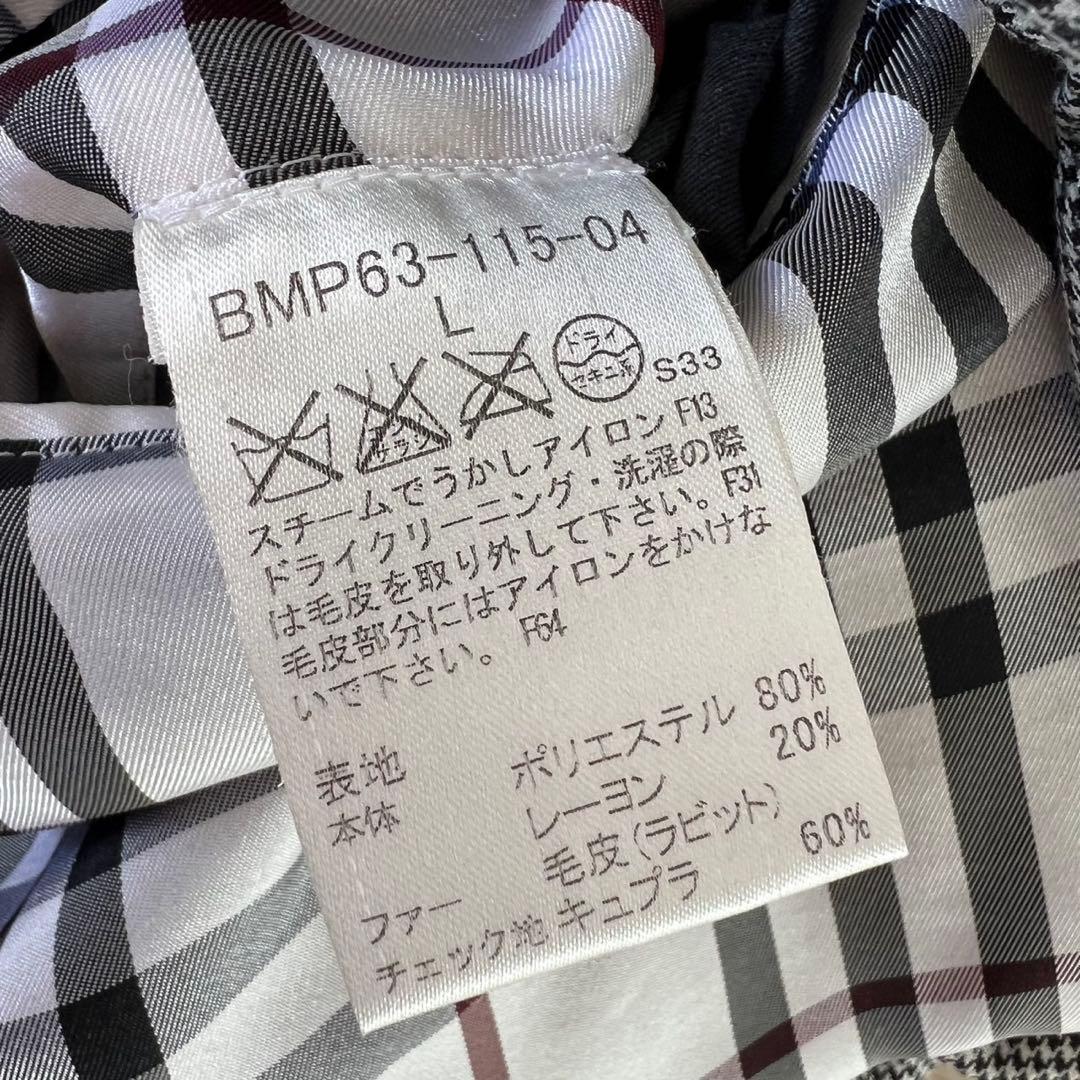 BMP63-115-04
L
サラシ
ドライ
セキユ系
S33
スチームでうかしアイロン F13
ドライクリーニング・洗濯の際
は毛皮を取り外して下さい。F31
毛皮部分にはアイロンをかけな
いで下さい。 F64
表地 ポリエステル 80%
本体 レーヨン 20%
ファー 毛皮(ラビット)
チェック地 キュプラ 60%